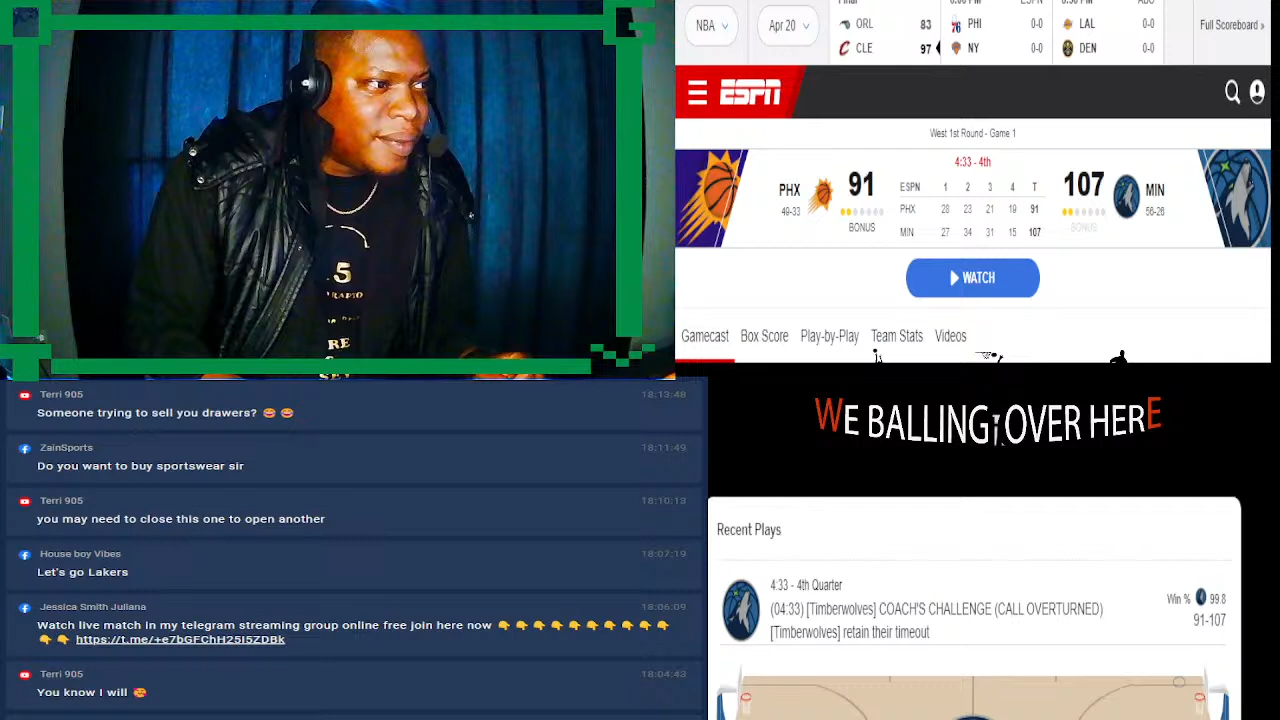 5
RE
Terri 905 18:13:48
Someone trying to sell you drawers?
ZainSports 18:11:49
Do you want to buy sportswear sir
Terri 905 18:10:13
you may need to close this one to open another
House boy Vibes 18:07:19
Let's go Lakers
Jessica Smith Juliana 18:06:09
Watch live match in my telegram streaming group online free join here now
https://t.me/+e7bGFChH25I5ZDBk
Terri 905 18:04:43
You know I will
NBA Apr 20
ORL 83 PHI 0-0 LAL 0-0
CLE 97 NY 0-0 DEN 0-0
Full Scoreboard »
ESPN
West 1st Round - Game 1
4:33 - 4th
PHX 91 107 MIN
49-33 56-26
BONUS BONUS
ESPN 1 2 3 4 T
PHX 28 23 21 19 91
MIN 27 34 31 15 107
WATCH
Gamecast Box Score Play-by-Play Team Stats Videos
WE BALLING OVER HERE
Recent Plays
4:33 - 4th Quarter
(04:33) [Timberwolves] COACH'S CHALLENGE (CALL OVERTURNED)
[Timberwolves] retain their timeout
Win % 99.8
91-107